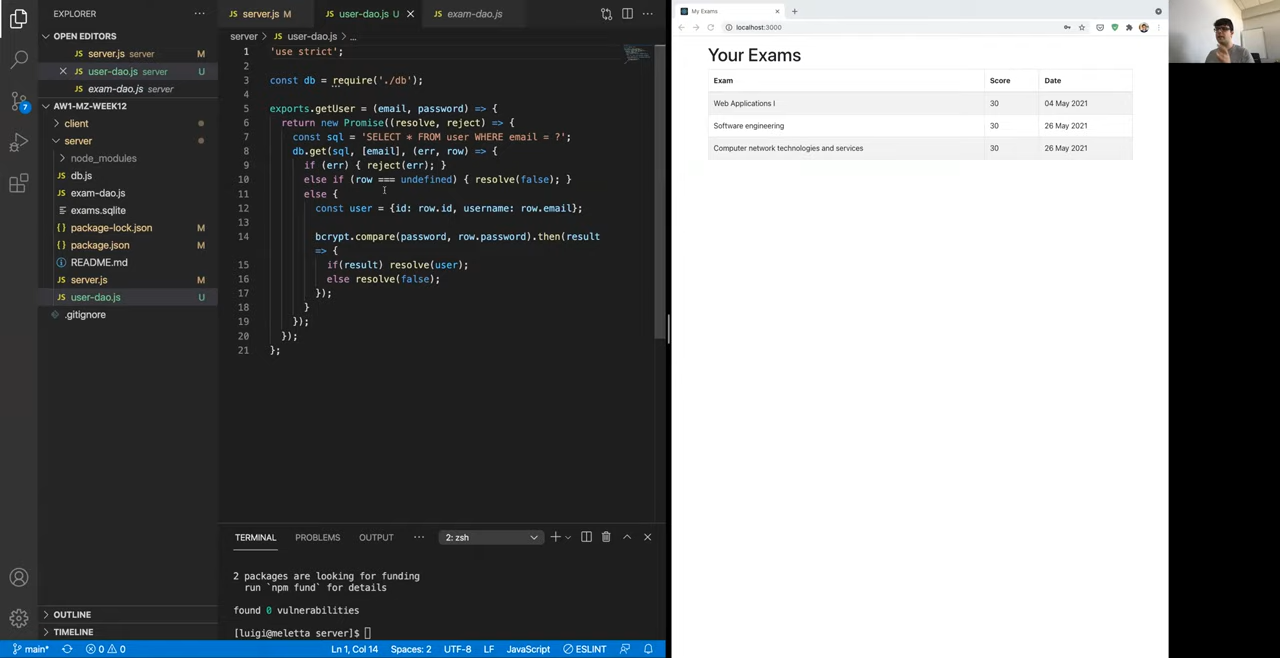 EXPLORER
OPEN EDITORS
server.js server M
user-dao.js server U
exam-dao.js server
AW1-MZ-WEEK12
client
server
node_modules
db.js
exam-dao.js
exams.sqlite
package-lock.json M
package.json M
README.md
server.js M
user-dao.js U
.gitignore
OUTLINE
TIMELINE
7
server.js M
user-dao.js U
exam-dao.js
server > user-dao.js > ...
1 'use strict';
2
3 const db = require('./db');
4
5 exports.getUser = (email, password) => {
6 return new Promise((resolve, reject) => {
7 const sql = 'SELECT * FROM user WHERE email = ?';
8 db.get(sql, [email], (err, row) => {
9 if (err) { reject(err); }
10 else if (row === undefined) { resolve(false); }
11 else {
12 const user = {id: row.id, username: row.email};
13
14 bcrypt.compare(password, row.password).then(result
=> {
15 if(result) resolve(user);
16 else resolve(false);
17 });
18 }
19 });
20 });
21 };
TERMINAL PROBLEMS OUTPUT ... 2: zsh
2 packages are looking for funding
run `npm fund` for details
found 0 vulnerabilities
[luigi@meletta server]$
main* 0 0 Ln 1, Col 14 Spaces: 2 UTF-8 LF JavaScript ESLINT
My Exams
localhost:3000
Your Exams
Exam Score Date
Web Applications I 30 04 May 2021
Software engineering 30 26 May 2021
Computer network technologies and services 30 26 May 2021